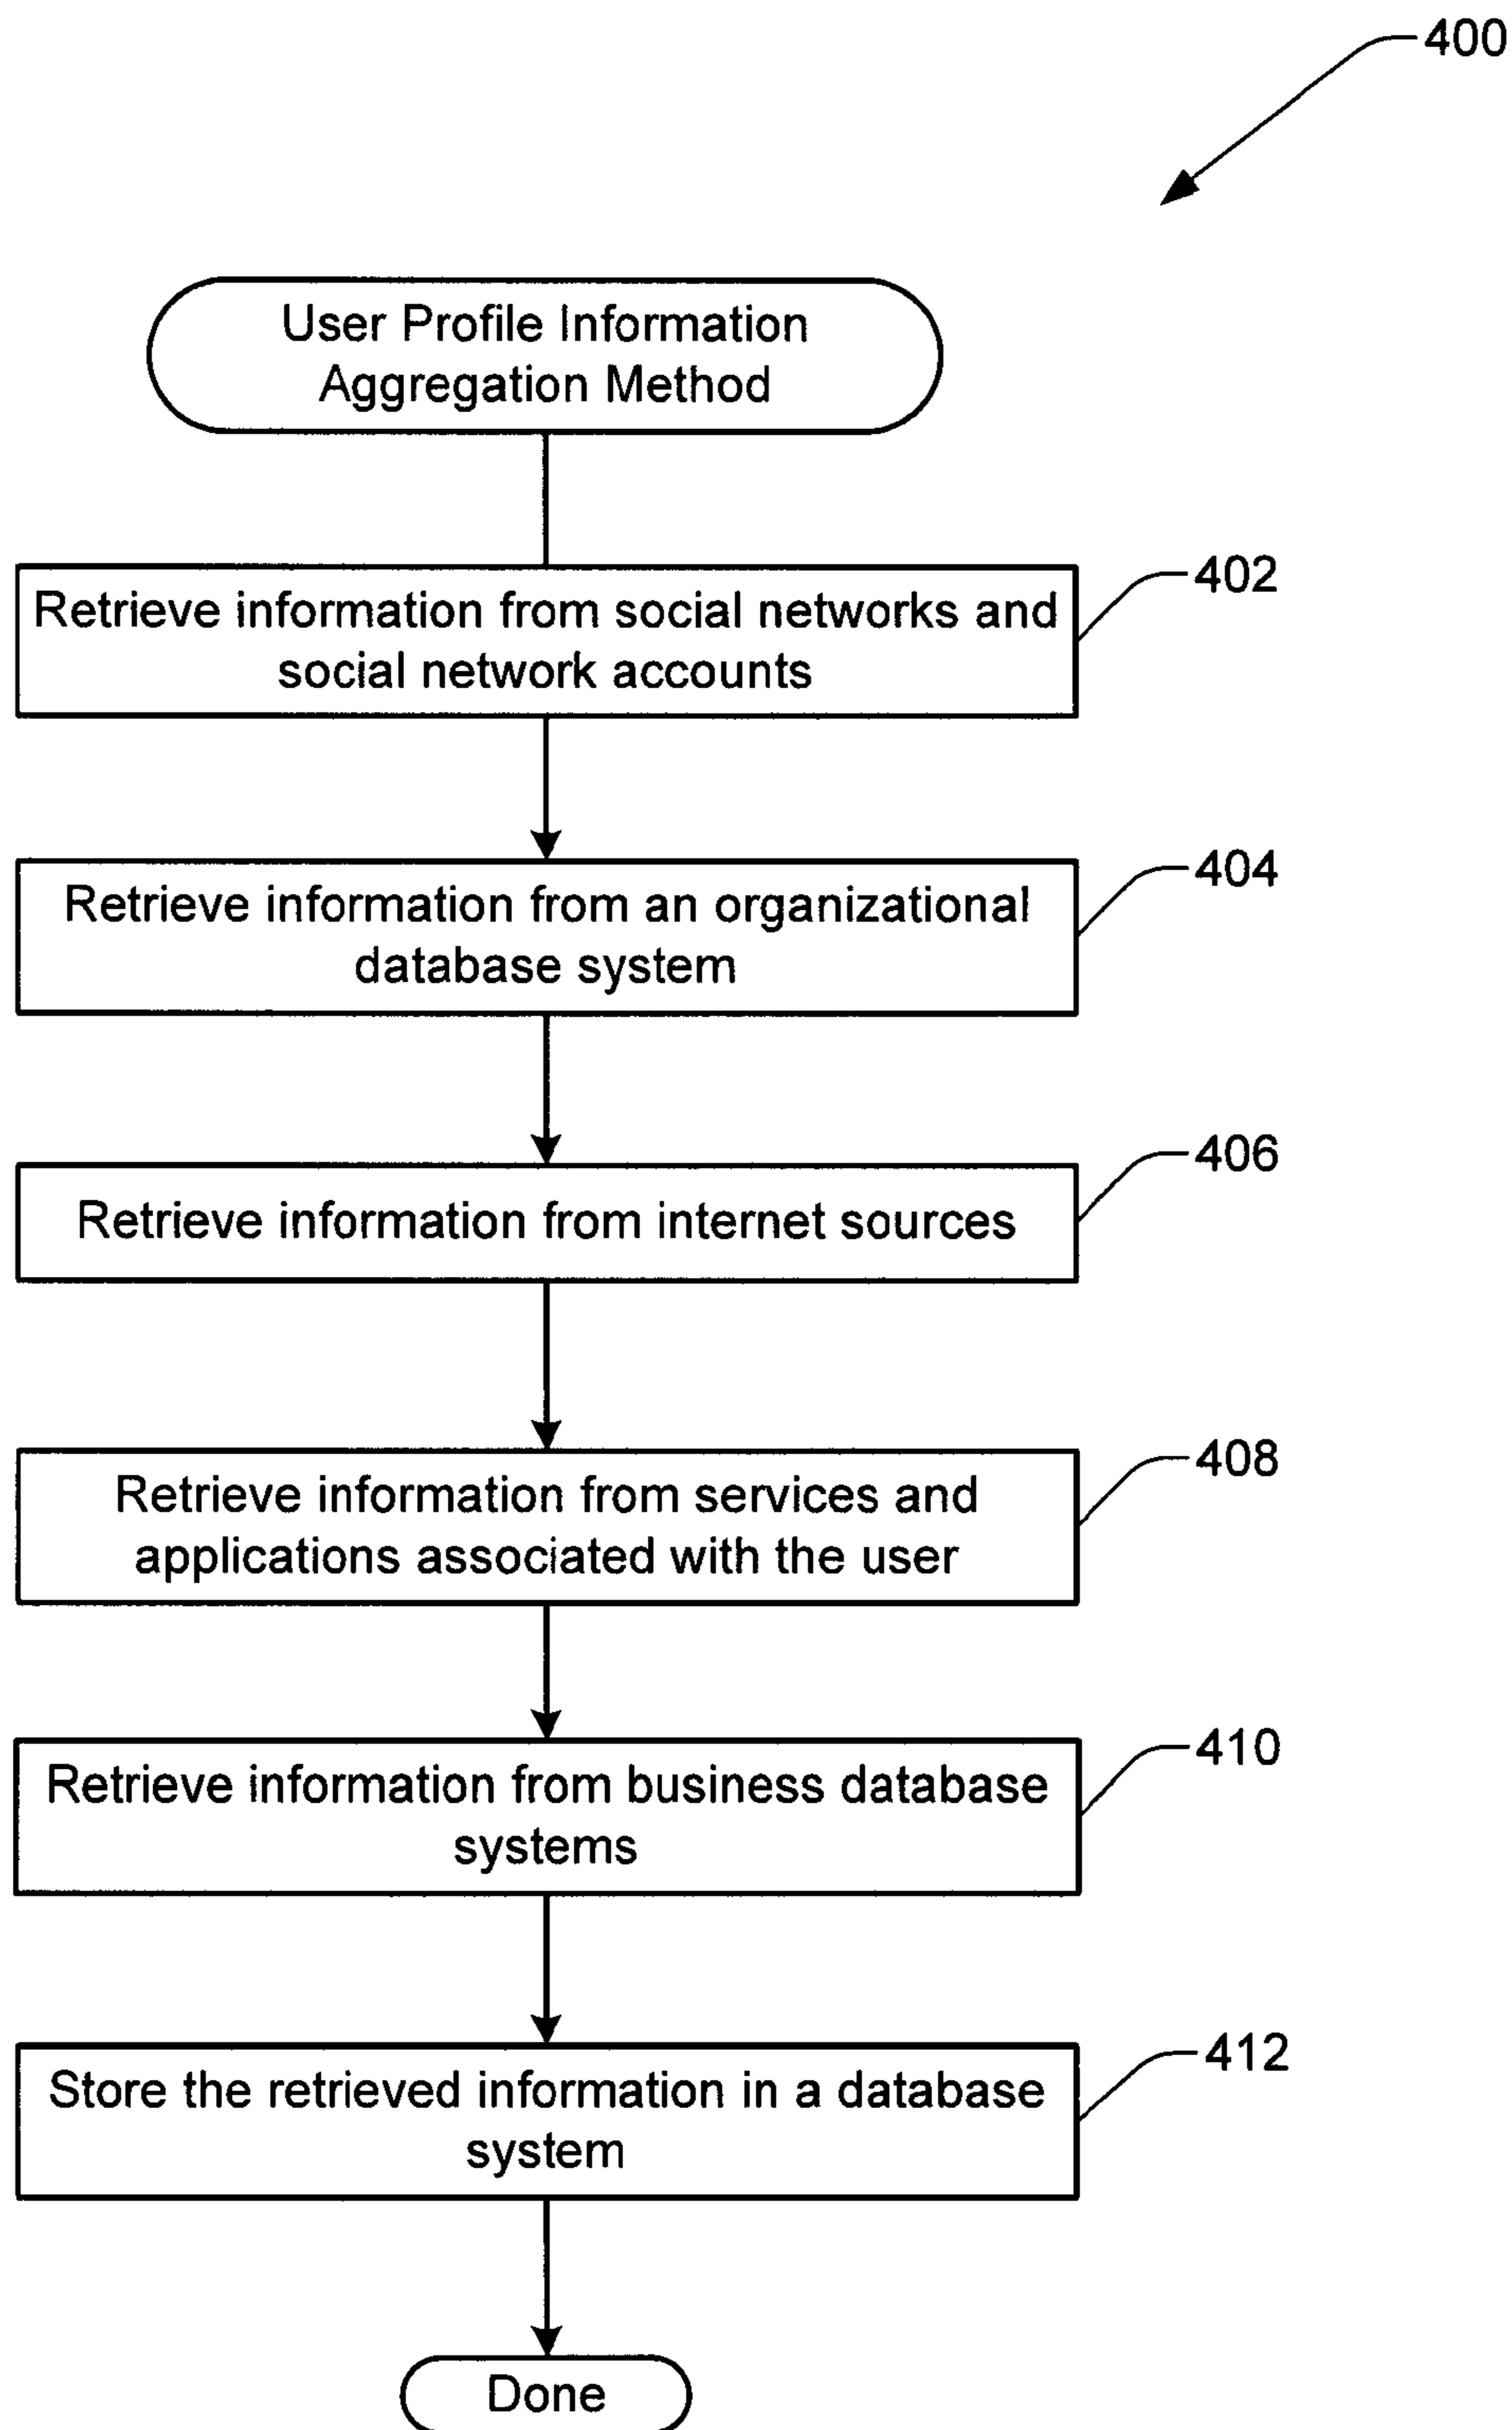 400
User Profile Information
Aggregation Method
402
Retrieve information from social networks and
social network accounts
404
Retrieve information from an organizational
database system
406
Retrieve information from internet sources
408
Retrieve information from services and
applications associated with the user
410
Retrieve information from business database
systems
412
Store the retrieved information in a database
system
Done